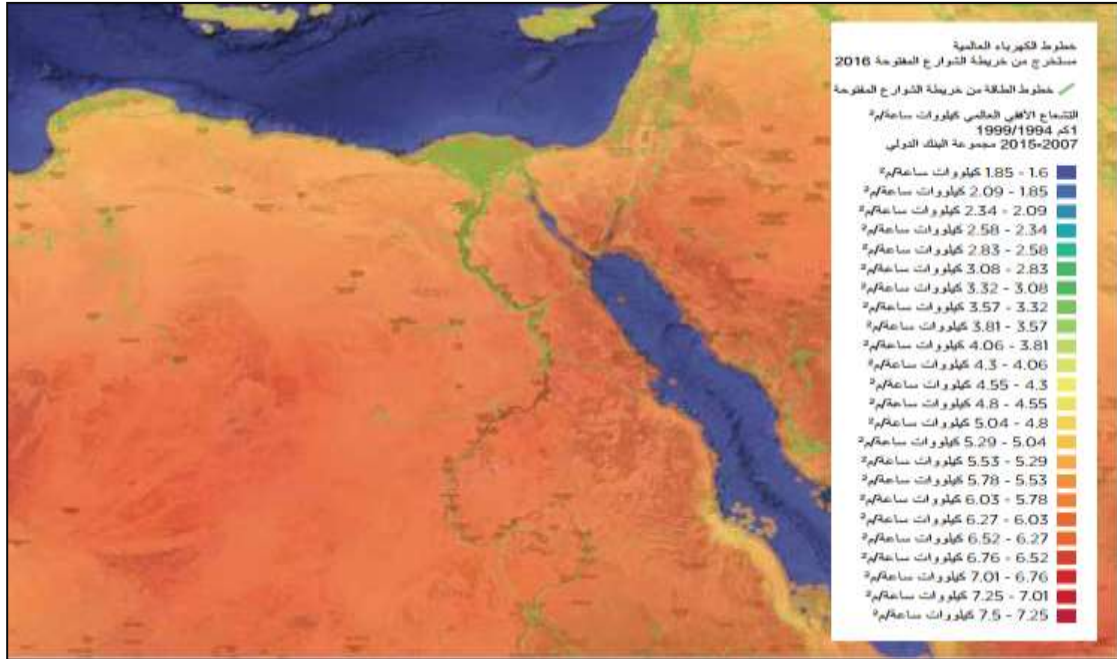 خطوط الكهرباء العالمية
مستخرج من خريطة الشوارع المفتوحة 2016
خطوط الطاقة من خريطة الشوارع المفتوحة
التشعاع الأفقي العالمي كيلووات ساعة/م²
1كم 1999/1994
2015-2007 مجموعة البنك الدولي
1.85 - 1.6 كيلووات ساعة/م²
2.09 - 1.85 كيلووات ساعة/م²
2.34 - 2.09 كيلووات ساعة/م²
2.58 - 2.34 كيلووات ساعة/م²
2.83 - 2.58 كيلووات ساعة/م²
3.08 - 2.83 كيلووات ساعة/م²
3.32 - 3.08 كيلووات ساعة/م²
3.57 - 3.32 كيلووات ساعة/م²
3.81 - 3.57 كيلووات ساعة/م²
4.06 - 3.81 كيلووات ساعة/م²
4.3 - 4.06 كيلووات ساعة/م²
4.55 - 4.3 كيلووات ساعة/م²
4.8 - 4.55 كيلووات ساعة/م²
5.04 - 4.8 كيلووات ساعة/م²
5.29 - 5.04 كيلووات ساعة/م²
5.53 - 5.29 كيلووات ساعة/م²
5.78 - 5.53 كيلووات ساعة/م²
6.03 - 5.78 كيلووات ساعة/م²
6.27 - 6.03 كيلووات ساعة/م²
6.52 - 6.27 كيلووات ساعة/م²
6.76 - 6.52 كيلووات ساعة/م²
7.01 - 6.76 كيلووات ساعة/م²
7.25 - 7.01 كيلووات ساعة/م²
7.5 - 7.25 كيلووات ساعة/م²